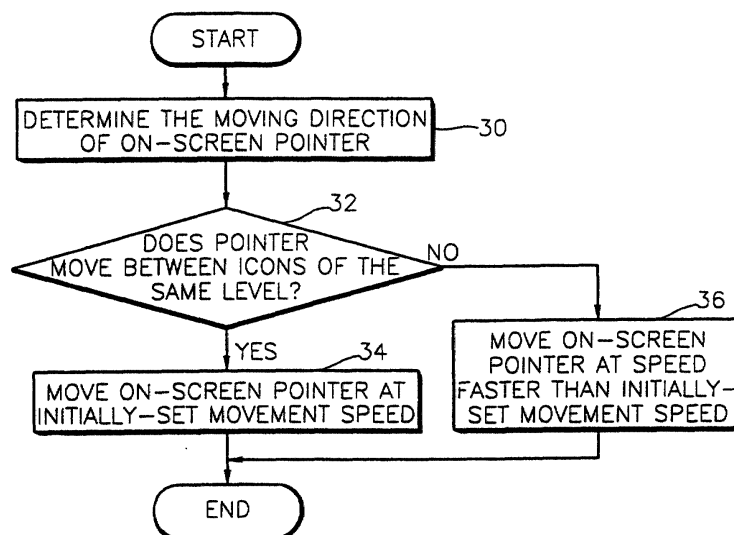 START
DETERMINE THE MOVING DIRECTION
OF ON-SCREEN POINTER
30
32
DOES POINTER
MOVE BETWEEN ICONS OF THE
SAME LEVEL?
NO
YES
34
MOVE ON-SCREEN POINTER AT
INITIALLY-SET MOVEMENT SPEED
36
MOVE ON-SCREEN
POINTER AT SPEED
FASTER THAN INITIALLY-
SET MOVEMENT SPEED
END